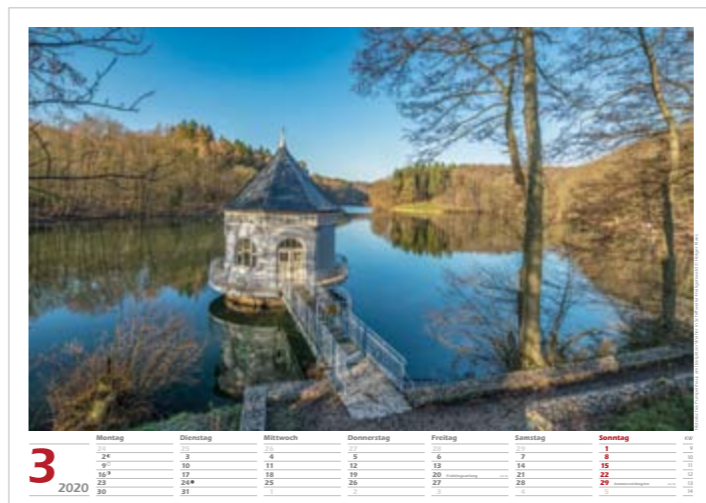 Montag Dienstag Mittwoch Donnerstag Freitag Samstag Sonntag KW
24 25 26 27 28 29 1 9
2 3 4 5 6 7 8 10
9 10 11 12 13 14 15 11
16 17 18 19 20 Frühlingsanfang 21 22 12
23 24 25 26 27 28 29 13
30 31 1 2 3 4 5 14
3
2020